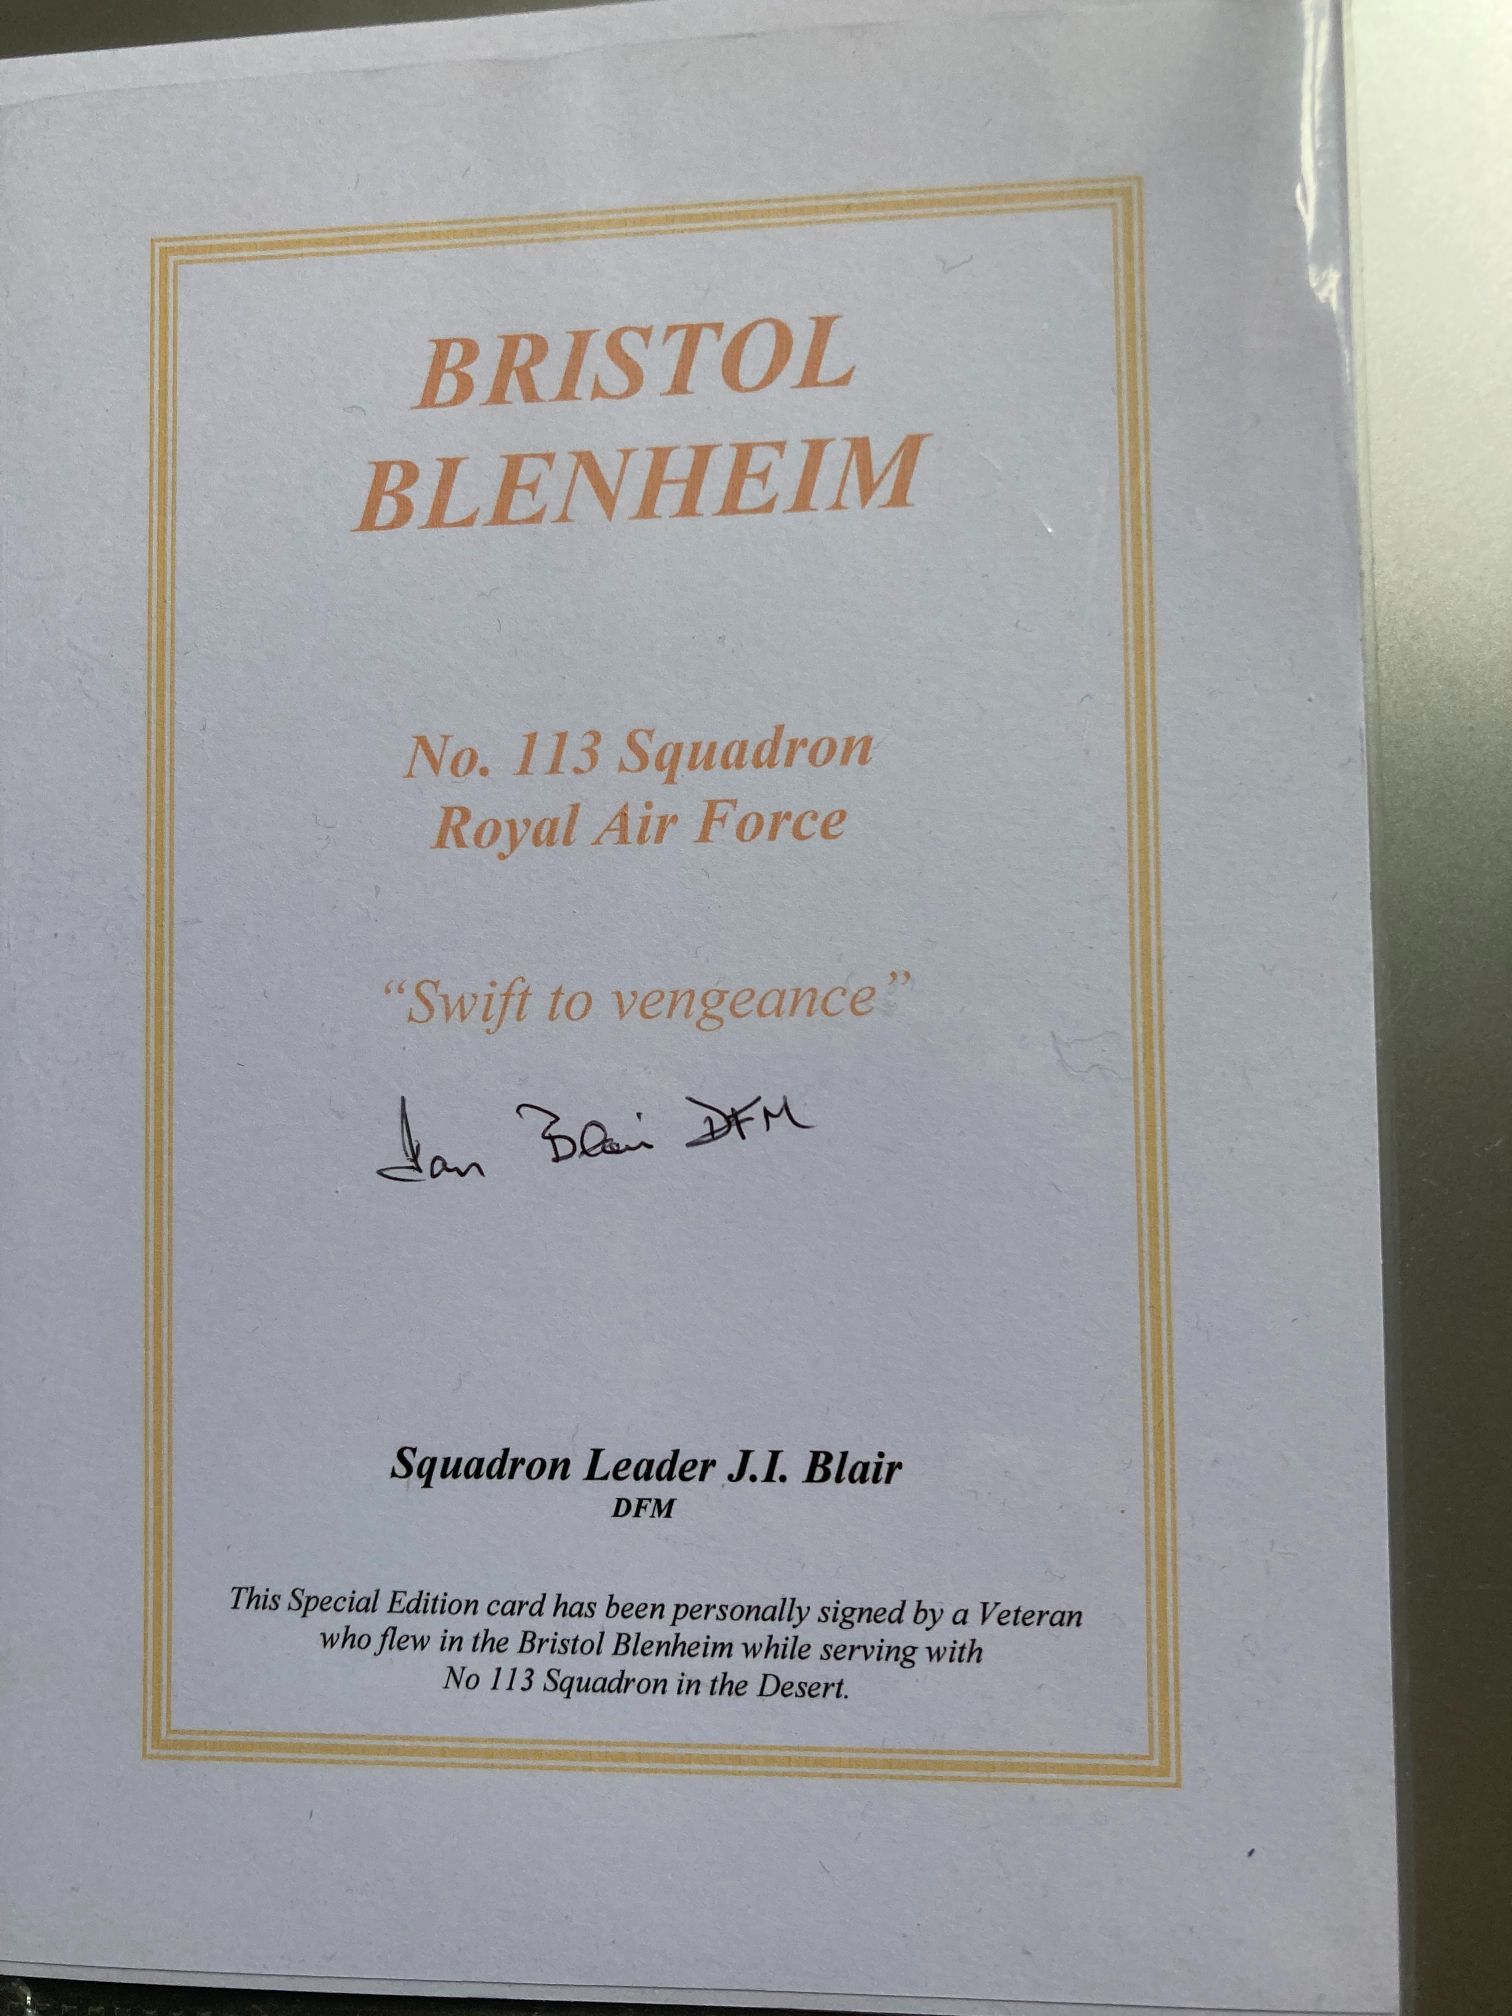 BRISTOL
BLENHEIM
No. 113 Squadron
Royal Air Force
“Swift to vengeance”
Ian Blair DFM
Squadron Leader J.I. Blair
DFM
This Special Edition card has been personally signed by a Veteran
who flew in the Bristol Blenheim while serving with
No 113 Squadron in the Desert.